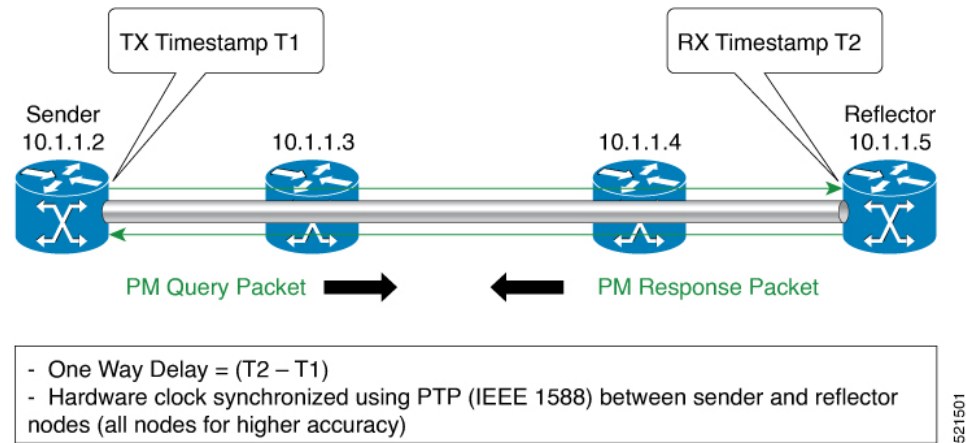 TX Timestamp T1
RX Timestamp T2
Sender
10.1.1.2
10.1.1.3
10.1.1.4
Reflector
10.1.1.5
PM Query Packet
PM Response Packet
- One Way Delay = (T2 – T1)
- Hardware clock synchronized using PTP (IEEE 1588) between sender and reflector
nodes (all nodes for higher accuracy)
521501